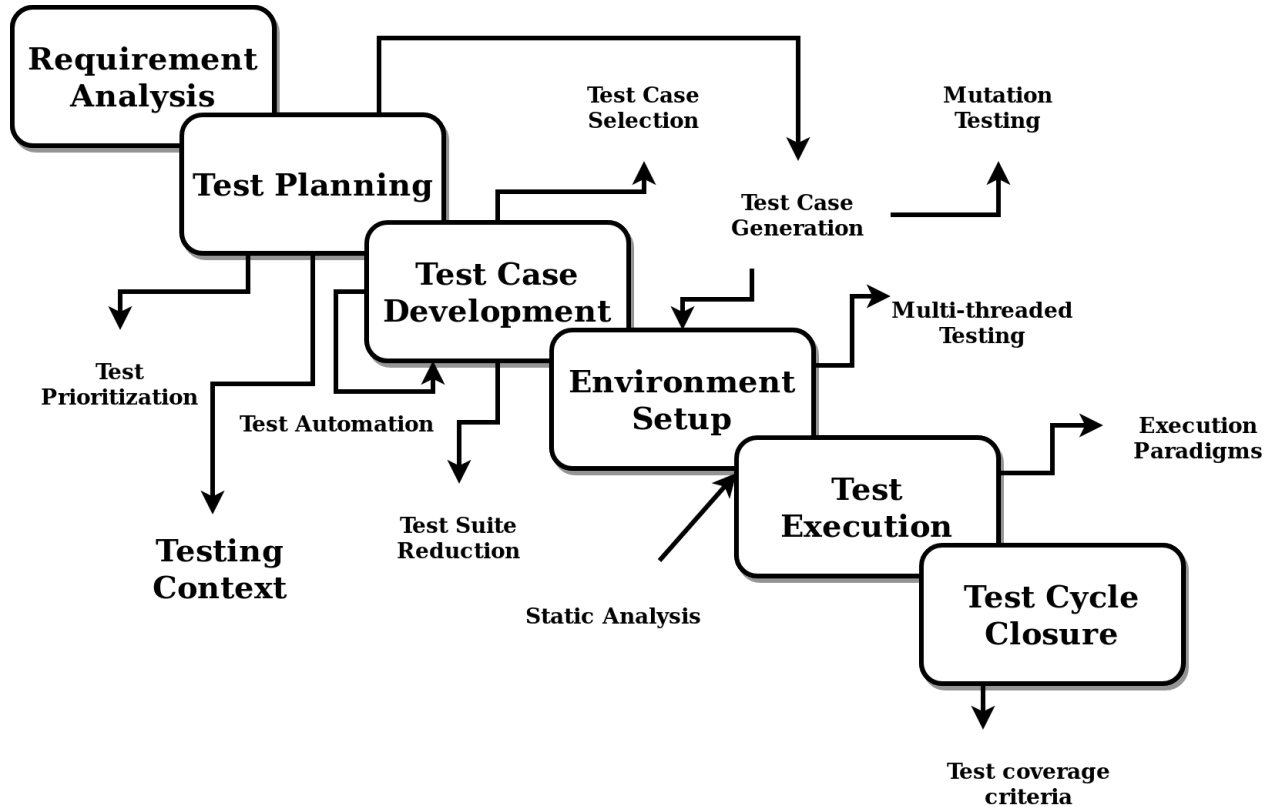 Requirement
Analysis
Test Case
Selection
Mutation
Testing
Test Planning
Test Case
Generation
Test Case
Development
Multi-threaded
Testing
Test
Prioritization
Test Automation
Environment
Setup
Execution
Paradigms
Test
Execution
Test Suite
Reduction
Testing
Context
Static Analysis
Test Cycle
Closure
Test coverage
criteria